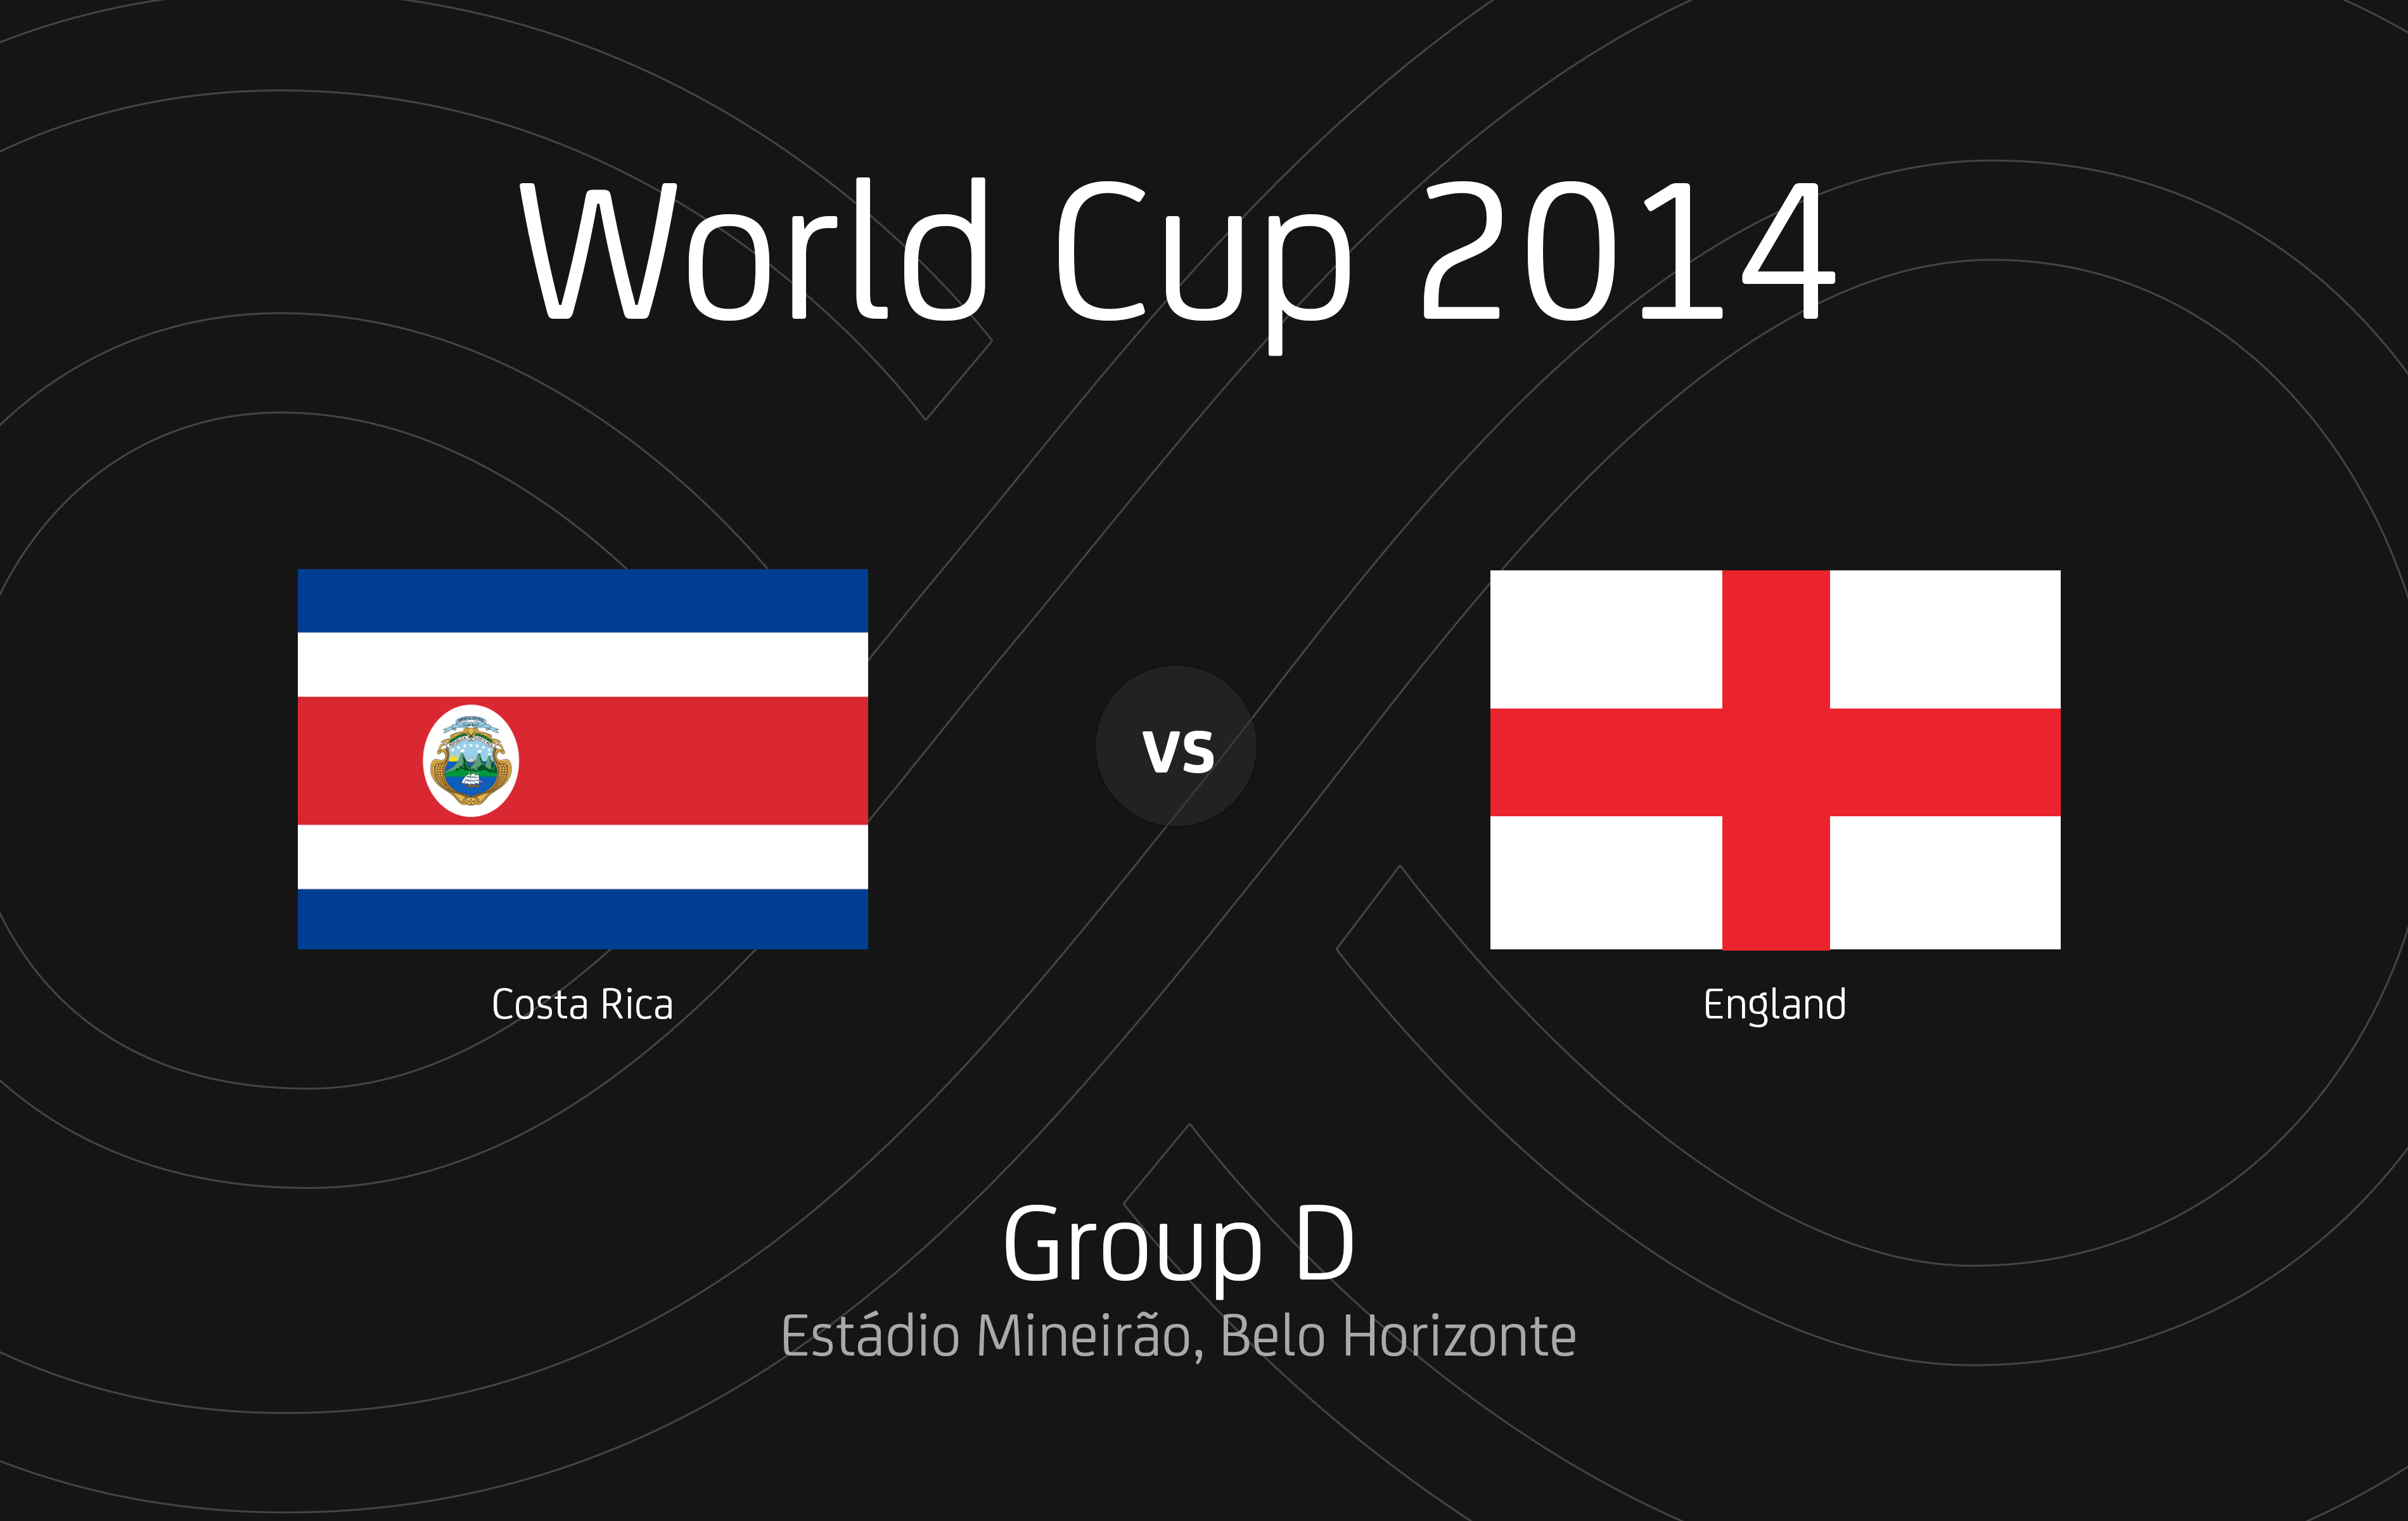 World Cup 2014
vs
Costa Rica
England
Group D
Estádio Mineirão, Belo Horizonte